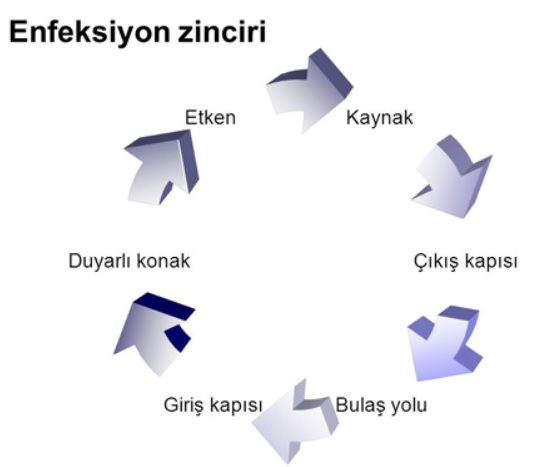 Enfeksiyon zinciri
Etken
Kaynak
Çıkış kapısı
Bulaş yolu
Giriş kapısı
Duyarlı konak